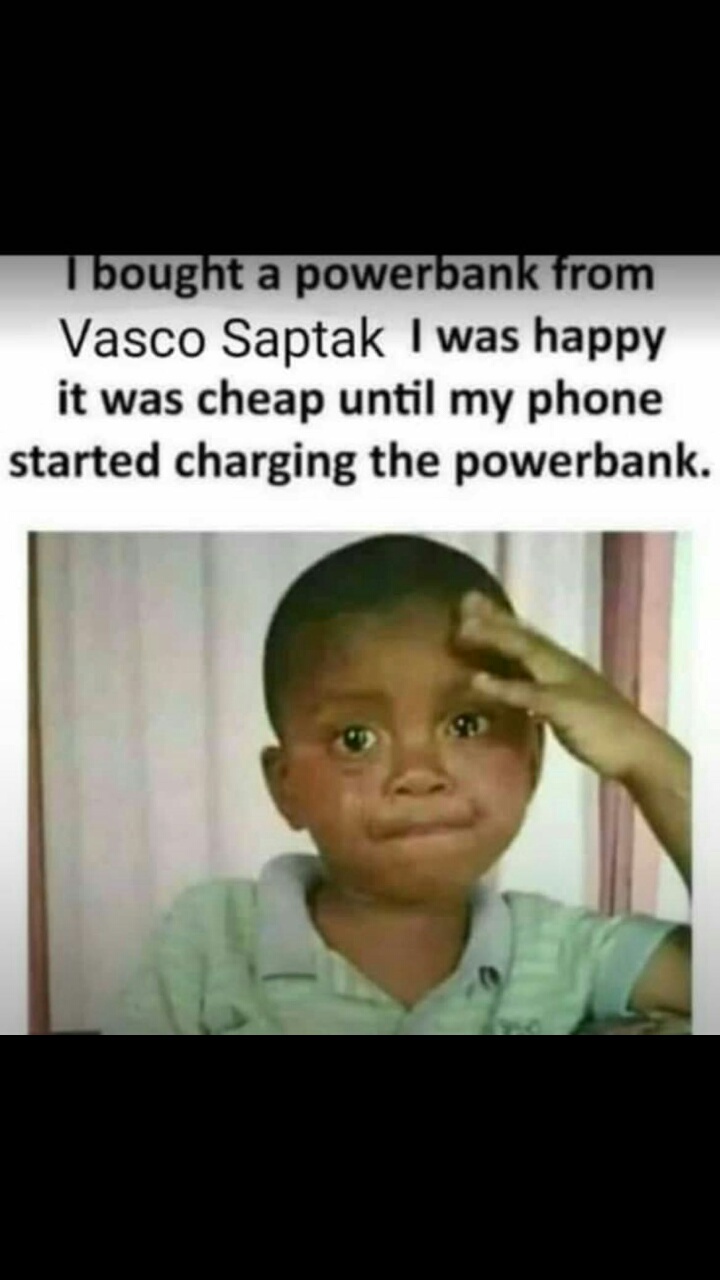 I bought a powerbank from
Vasco Saptak I was happy
it was cheap until my phone
started charging the powerbank.